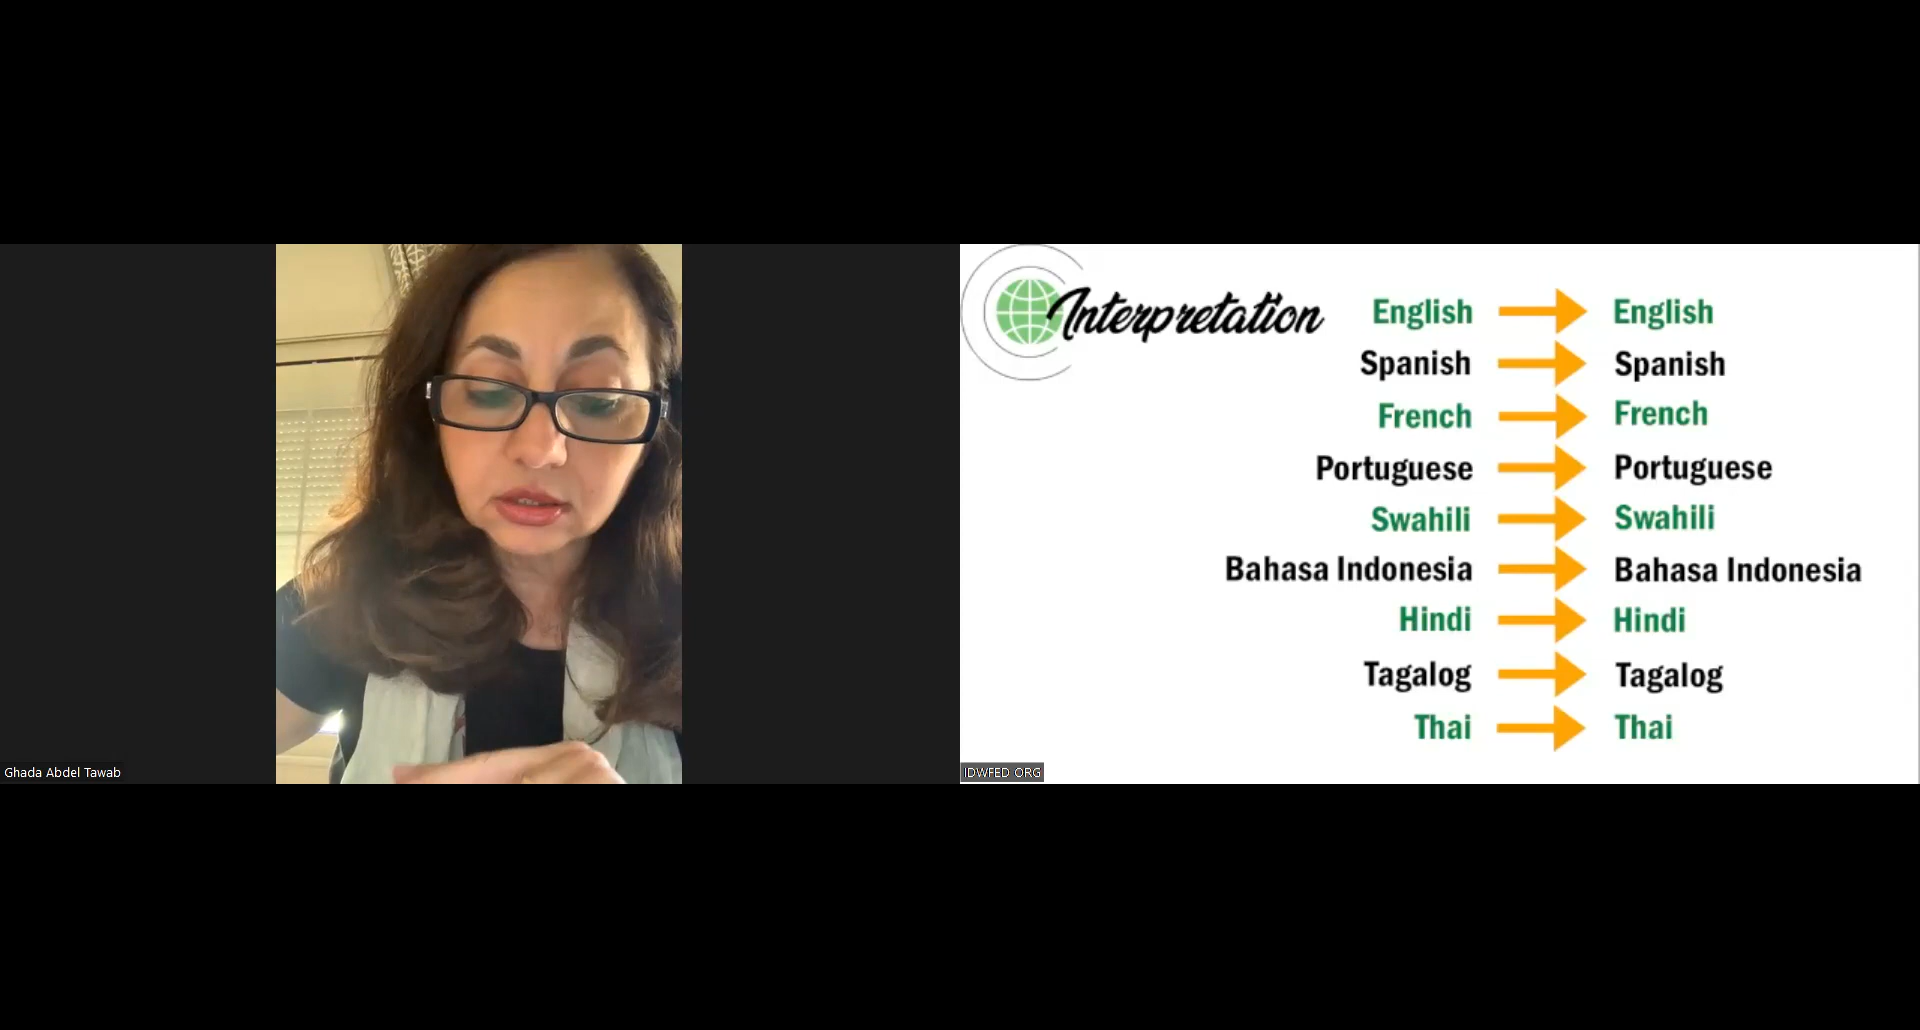 Interpretation
English English
Spanish Spanish
French French
Portuguese Portuguese
Swahili Swahili
Bahasa Indonesia Bahasa Indonesia
Hindi Hindi
Tagalog Tagalog
Thai Thai
Ghada Abdel Tawab
IDWFED ORG